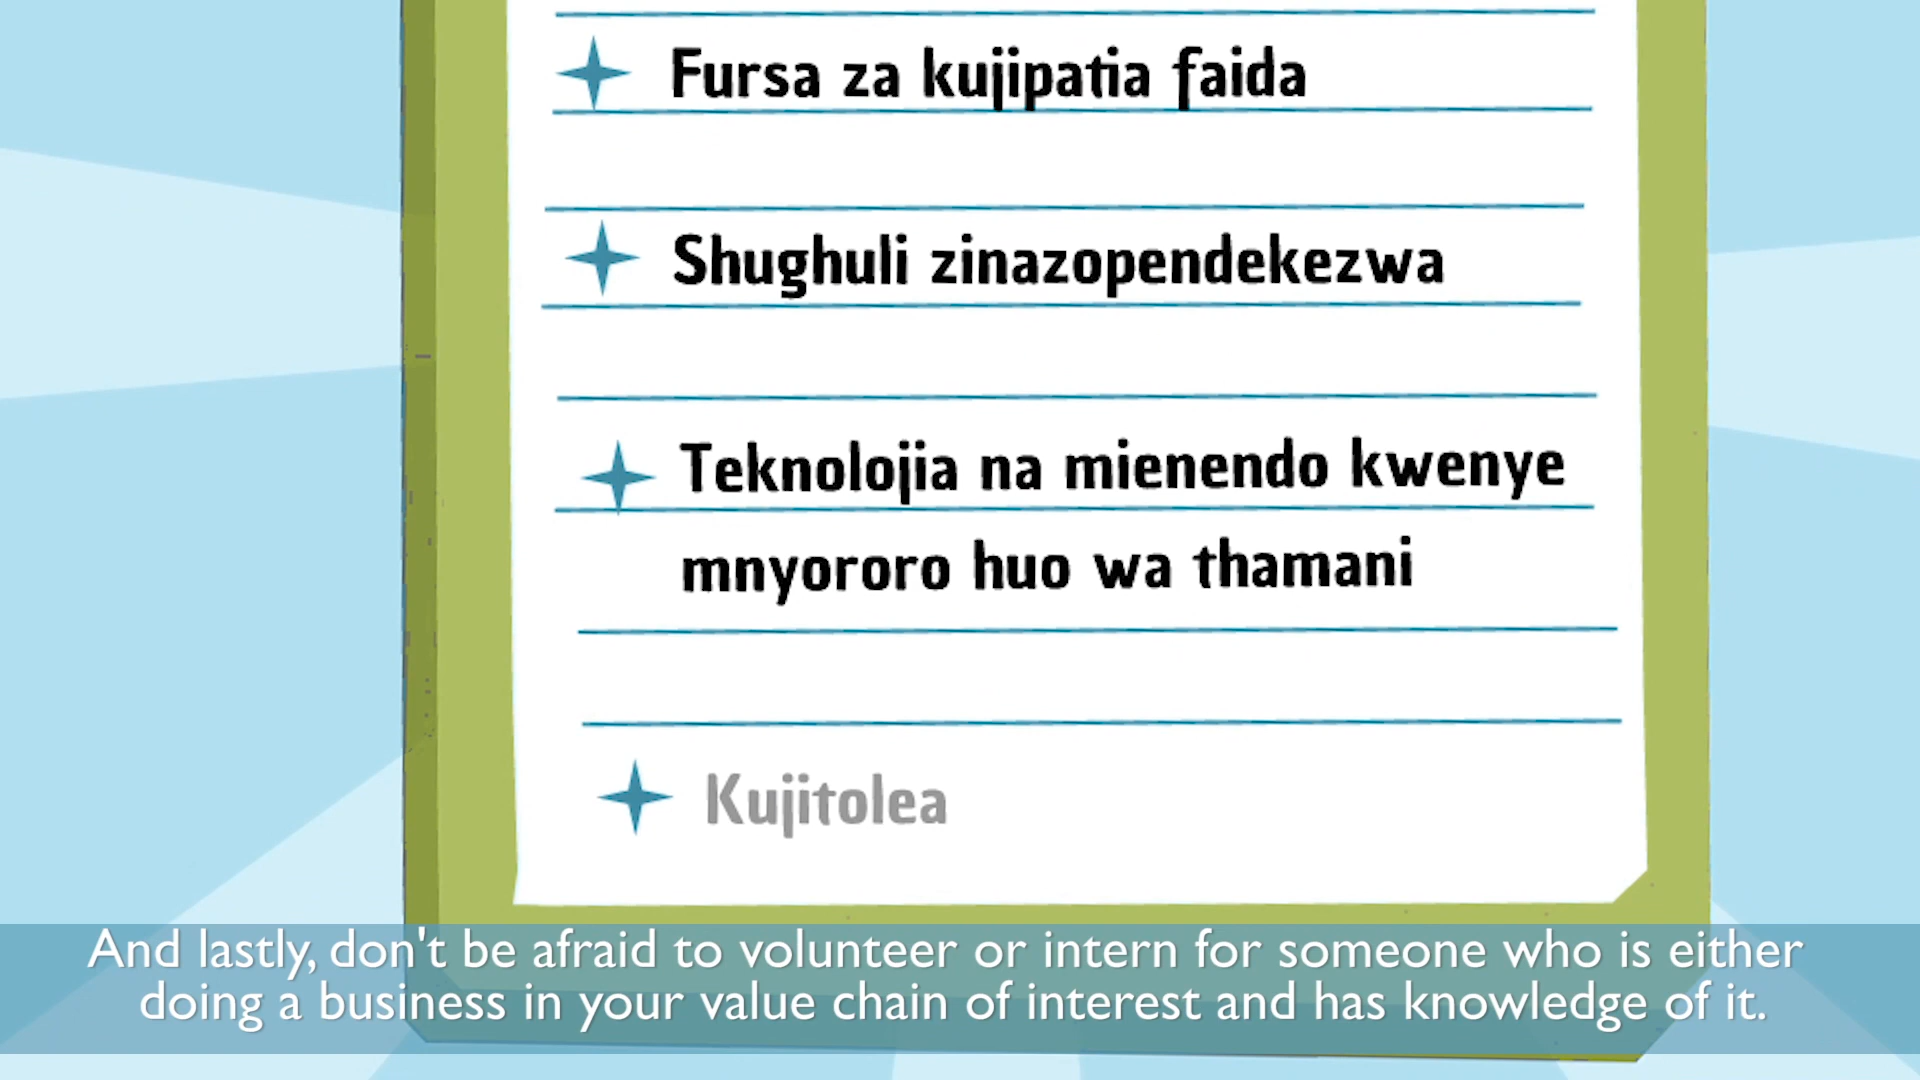 Fursa za kujipatia faida
Shughuli zinazopendekezwa
Teknolojia na mienendo kwenye
mnyororo huo wa thamani
Kujitolea
And lastly, don't be afraid to volunteer or intern for someone who is either
doing a business in your value chain of interest and has knowledge of it.